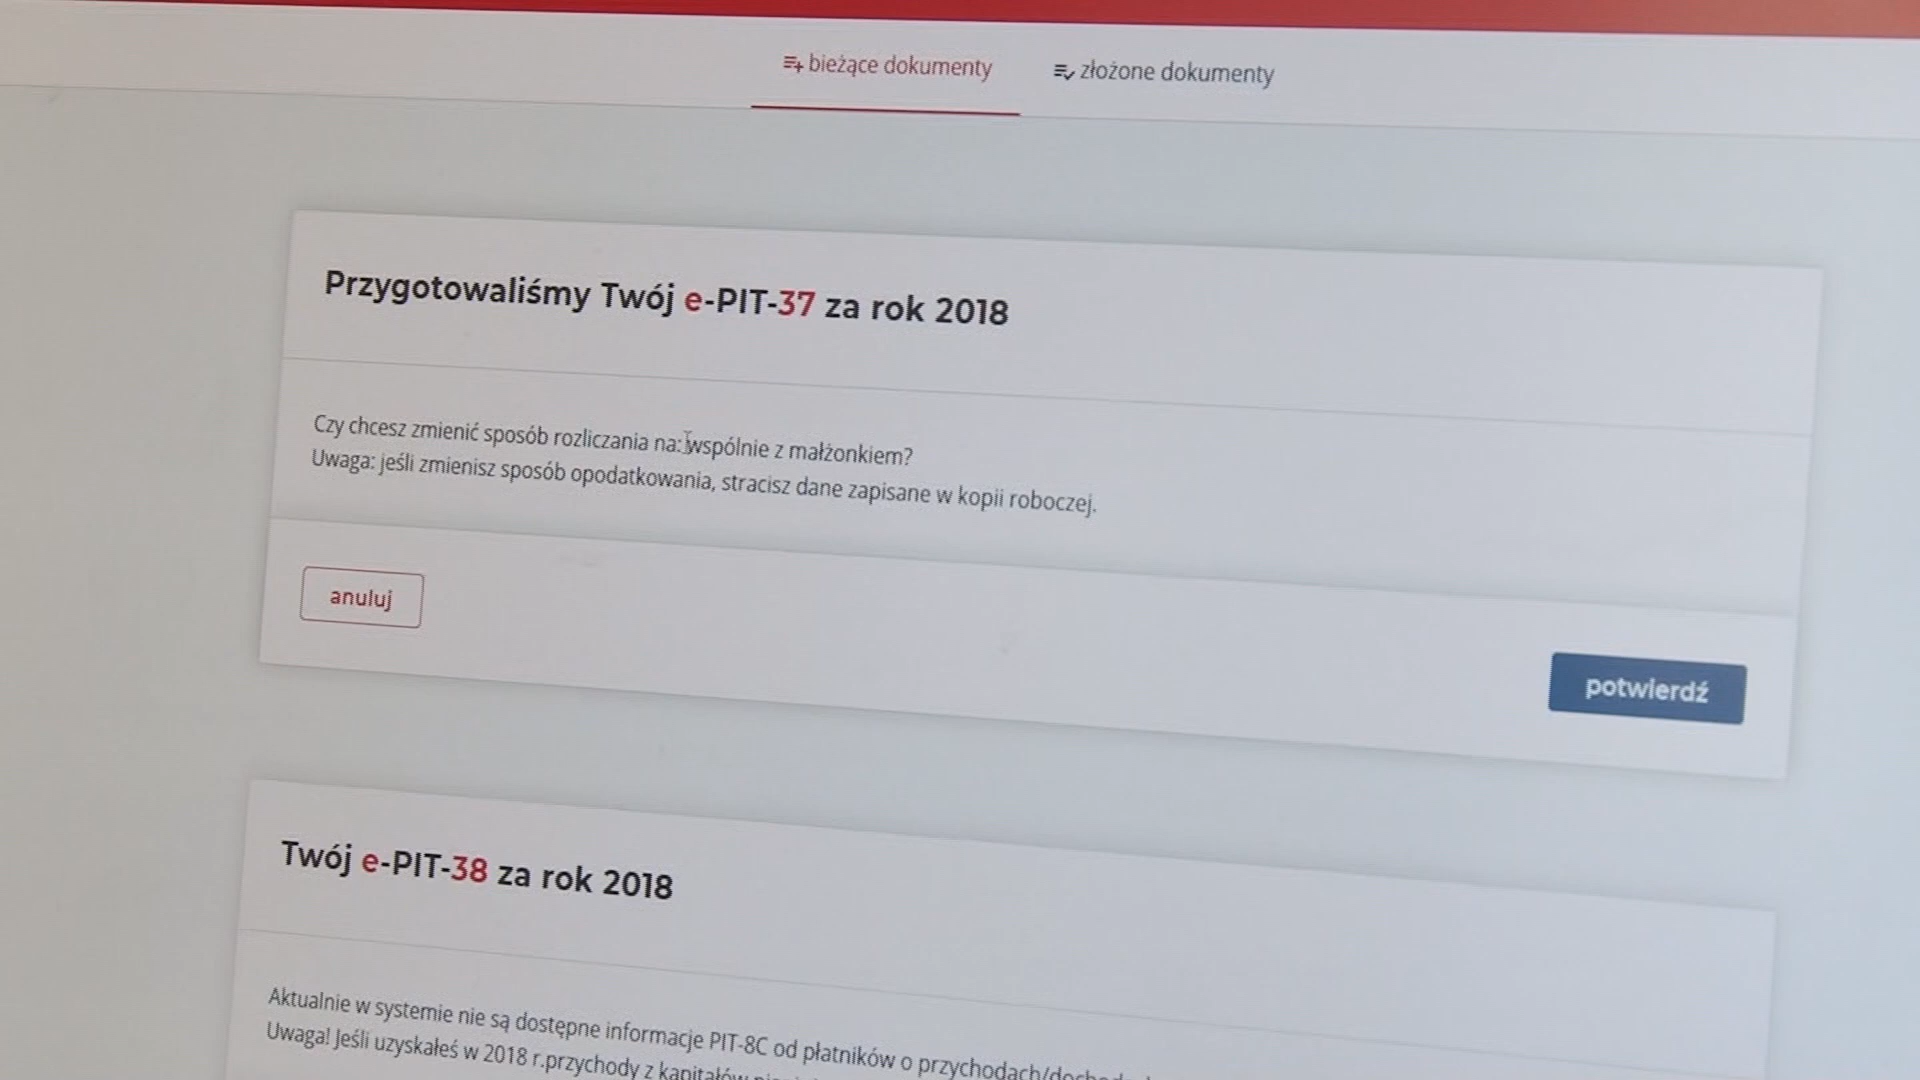 bieżące dokumenty złożone dokumenty
Przygotowaliśmy Twój e-PIT-37 za rok 2018
Czy chcesz zmienić sposób rozliczania na: wspólnie z małżonkiem?
Uwaga: jeśli zmienisz sposób opodatkowania, stracisz dane zapisane w kopii roboczej.
anuluj
potwierdź
Twój e-PIT-38 za rok 2018
Aktualnie w systemie nie są dostępne informacje PIT-8C od płatników o
Uwaga! Jeśli uzyskałeś w 2018 r.przychody z kapitałów